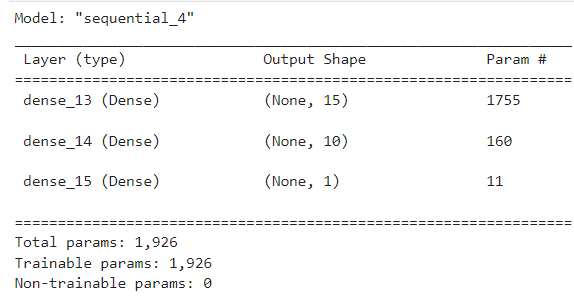 Model: "sequential_4"
_________________________________________________________________
Layer (type) Output Shape Param #
=================================================================
dense_13 (Dense) (None, 15) 1755
dense_14 (Dense) (None, 10) 160
dense_15 (Dense) (None, 1) 11
=================================================================
Total params: 1,926
Trainable params: 1,926
Non-trainable params: 0